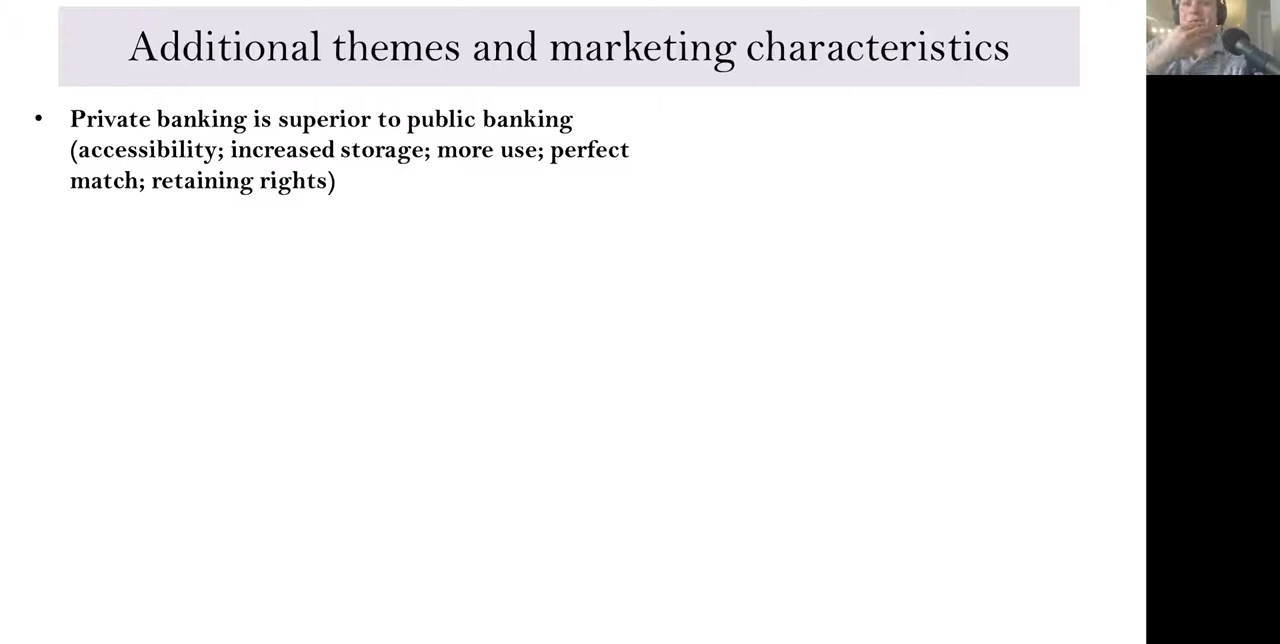 Additional themes and marketing characteristics
• Private banking is superior to public banking
(accessibility; increased storage; more use; perfect
match; retaining rights)